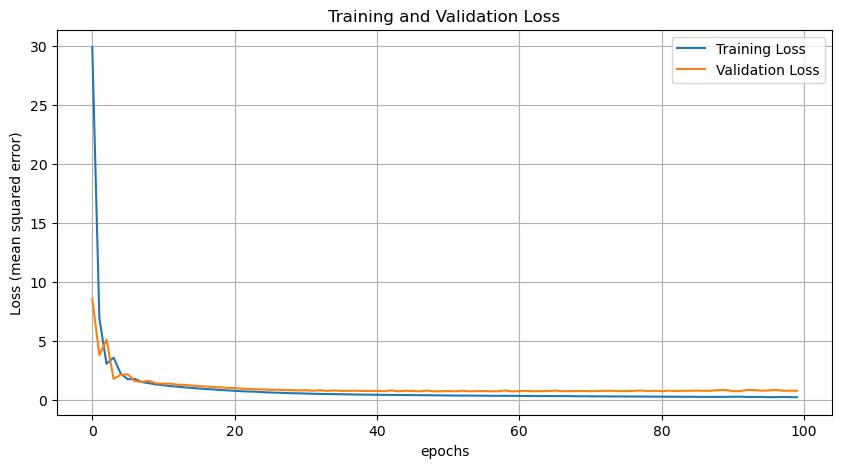 Training and Validation Loss
Training Loss
Validation Loss
Loss (mean squared error)
30
25
20
15
10
5
0
0 20 40 60 80 100
epochs